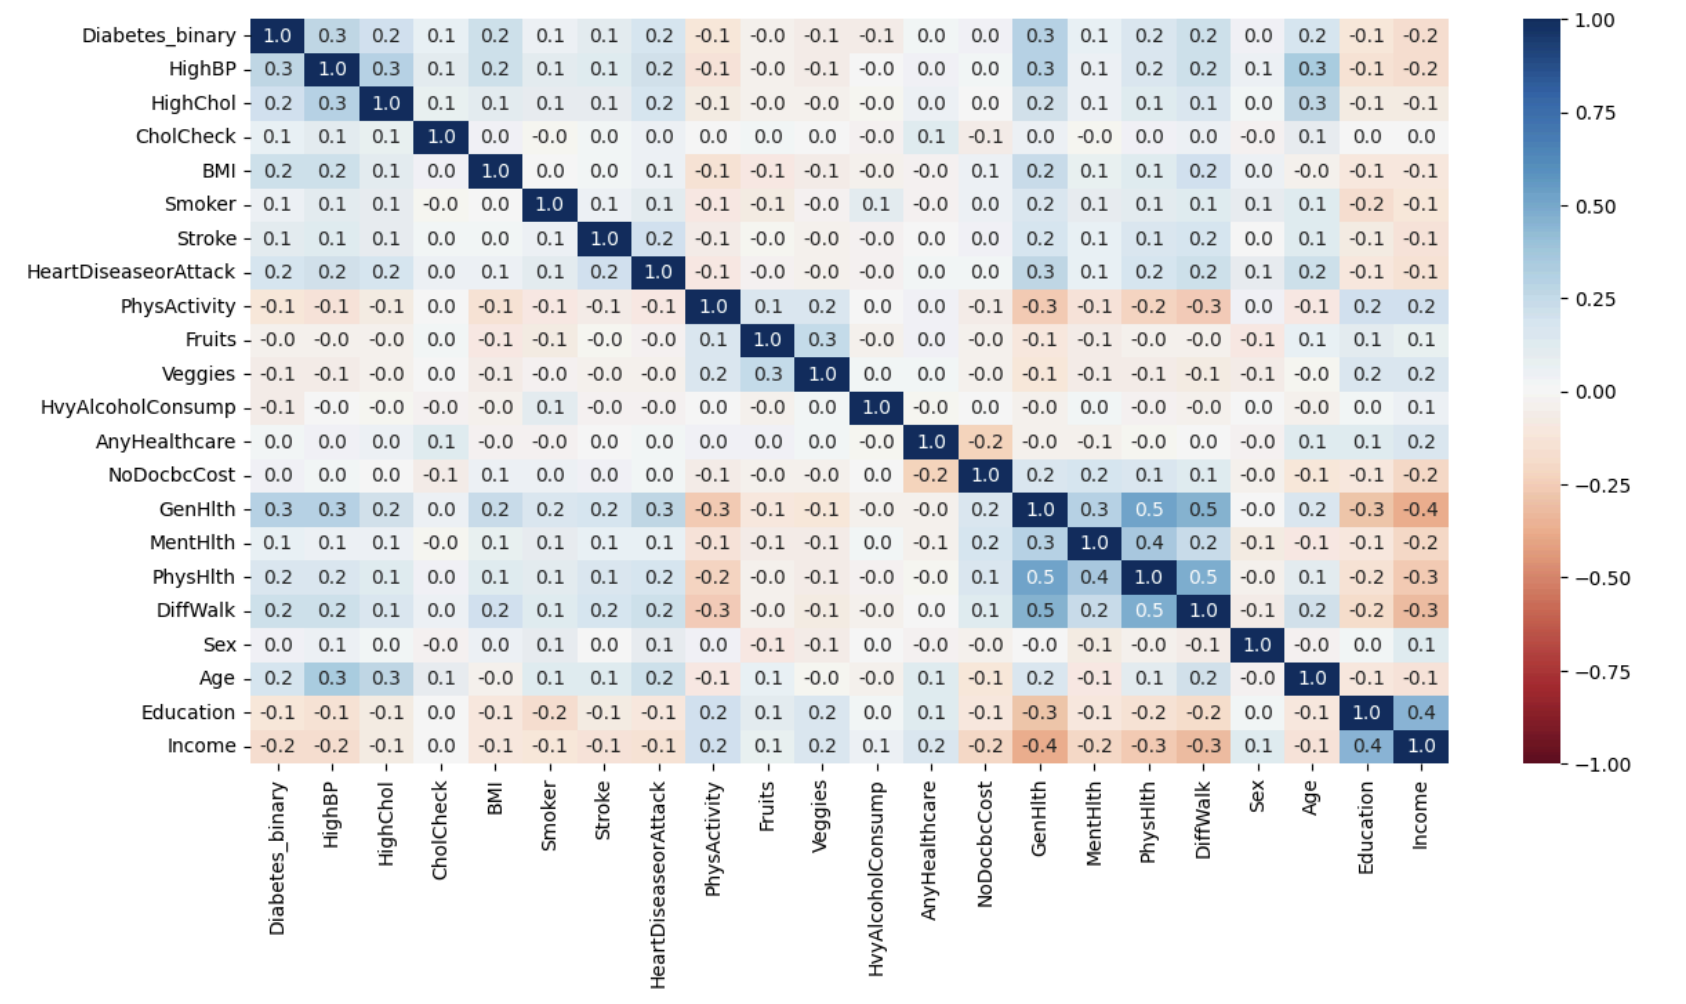 Diabetes_binary 1.0 0.3 0.2 0.1 0.2 0.1 0.1 0.2 -0.1 -0.0 -0.1 -0.1 0.0 0.0 0.3 0.1 0.2 0.2 0.0 0.2 -0.1 -0.2
HighBP 0.3 1.0 0.3 0.1 0.2 0.1 0.1 0.2 -0.1 -0.0 -0.1 -0.0 0.0 0.0 0.3 0.1 0.2 0.2 0.1 0.3 -0.1 -0.2
HighChol 0.2 0.3 1.0 0.1 0.1 0.1 0.1 0.2 -0.1 -0.0 -0.0 -0.0 0.0 0.0 0.2 0.1 0.1 0.1 0.0 0.3 -0.1 -0.1
CholCheck 0.1 0.1 0.1 1.0 0.0 -0.0 0.0 0.0 0.0 0.0 0.0 -0.0 0.1 -0.1 0.0 -0.0 0.0 0.0 -0.0 0.1 0.0 0.0
BMI 0.2 0.2 0.1 0.0 1.0 0.0 0.0 0.1 -0.1 -0.1 -0.1 -0.0 -0.0 0.1 0.2 0.1 0.1 0.2 0.0 -0.0 -0.1 -0.1
Smoker 0.1 0.1 0.1 -0.0 0.0 1.0 0.1 0.1 -0.1 -0.1 -0.0 0.1 -0.0 0.0 0.2 0.1 0.1 0.1 0.1 0.1 -0.2 -0.1
Stroke 0.1 0.1 0.1 0.0 0.0 0.1 1.0 0.2 -0.1 -0.0 -0.0 -0.0 0.0 0.0 0.2 0.1 0.1 0.2 0.0 0.1 -0.1 -0.1
HeartDiseaseorAttack 0.2 0.2 0.2 0.0 0.1 0.1 0.2 1.0 -0.1 -0.0 -0.0 -0.0 0.0 0.0 0.3 0.1 0.2 0.2 0.1 0.2 -0.1 -0.1
PhysActivity -0.1 -0.1 -0.1 0.0 -0.1 -0.1 -0.1 -0.1 1.0 0.1 0.2 0.0 0.0 -0.1 -0.3 -0.1 -0.2 -0.3 0.0 -0.1 0.2 0.2
Fruits -0.0 -0.0 -0.0 0.0 -0.1 -0.1 -0.0 -0.0 0.1 1.0 0.3 -0.0 0.0 -0.0 -0.1 -0.1 -0.0 -0.0 -0.1 0.1 0.1 0.1
Veggies -0.1 -0.1 -0.0 0.0 -0.1 -0.0 -0.0 -0.0 0.2 0.3 1.0 0.0 0.0 -0.0 -0.1 -0.1 -0.1 -0.1 -0.1 -0.0 0.2 0.2
HvyAlcoholConsump -0.1 -0.0 -0.0 -0.0 -0.0 0.1 -0.0 -0.0 0.0 -0.0 0.0 1.0 -0.0 0.0 -0.0 0.0 -0.0 -0.0 0.0 -0.0 0.0 0.1
AnyHealthcare 0.0 0.0 0.0 0.1 -0.0 -0.0 0.0 0.0 0.0 0.0 0.0 -0.0 1.0 -0.2 -0.0 -0.1 -0.0 0.0 -0.0 0.1 0.1 0.2
NoDocbcCost 0.0 0.0 0.0 -0.1 0.1 0.0 0.0 0.0 -0.1 -0.0 -0.0 0.0 -0.2 1.0 0.2 0.2 0.1 0.1 -0.0 -0.1 -0.1 -0.2
GenHlth 0.3 0.3 0.2 0.0 0.2 0.2 0.2 0.3 -0.3 -0.1 -0.1 -0.0 -0.0 0.2 1.0 0.3 0.5 0.5 -0.0 0.2 -0.3 -0.4
MentHlth 0.1 0.1 0.1 -0.0 0.1 0.1 0.1 0.1 -0.1 -0.1 -0.1 0.0 -0.1 0.2 0.3 1.0 0.4 0.2 -0.1 -0.1 -0.1 -0.2
PhysHlth 0.2 0.2 0.1 0.0 0.1 0.1 0.1 0.2 -0.2 -0.0 -0.1 -0.0 -0.0 0.1 0.5 0.4 1.0 0.5 -0.0 0.1 -0.2 -0.3
DiffWalk 0.2 0.2 0.1 0.0 0.2 0.1 0.2 0.2 -0.3 -0.0 -0.1 -0.0 0.0 0.1 0.5 0.2 0.5 1.0 -0.1 0.2 -0.2 -0.3
Sex 0.0 0.1 0.0 -0.0 0.0 0.1 0.0 0.1 0.0 -0.1 -0.1 0.0 -0.0 -0.0 -0.0 -0.1 -0.0 -0.1 1.0 -0.0 0.0 0.1
Age 0.2 0.3 0.3 0.1 -0.0 0.1 0.1 0.2 -0.1 0.1 -0.0 -0.0 0.1 -0.1 0.2 -0.1 0.1 0.2 -0.0 1.0 -0.1 -0.1
Education -0.1 -0.1 -0.1 0.0 -0.1 -0.2 -0.1 -0.1 0.2 0.1 0.2 0.0 0.1 -0.1 -0.3 -0.1 -0.2 -0.2 0.0 -0.1 1.0 0.4
Income -0.2 -0.2 -0.1 0.0 -0.1 -0.1 -0.1 -0.1 0.2 0.1 0.2 0.1 0.2 -0.2 -0.4 -0.2 -0.3 -0.3 0.1 -0.1 0.4 1.0
Diabetes_binary
HighBP
HighChol
CholCheck
BMI
Smoker
Stroke
HeartDiseaseorAttack
PhysActivity
Fruits
Veggies
HvyAlcoholConsump
AnyHealthcare
NoDocbcCost
GenHlth
MentHlth
PhysHlth
DiffWalk
Sex
Age
Education
Income
1.00
0.75
0.50
0.25
0.00
−0.25
−0.50
−0.75
−1.00